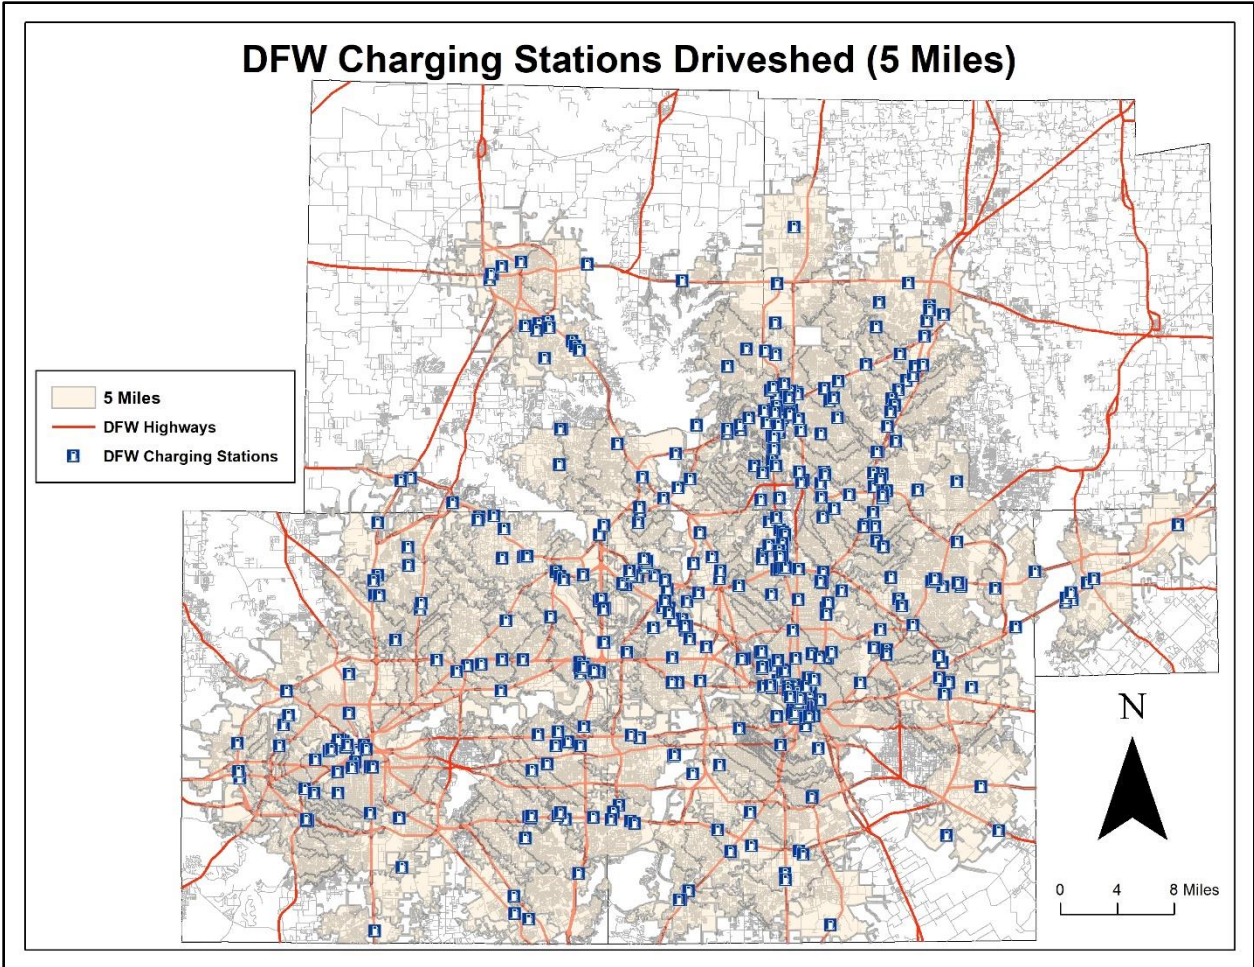 DFW Charging Stations Driveshed (5 Miles)
5 Miles
DFW Highways
DFW Charging Stations
N
0 4 8 Miles